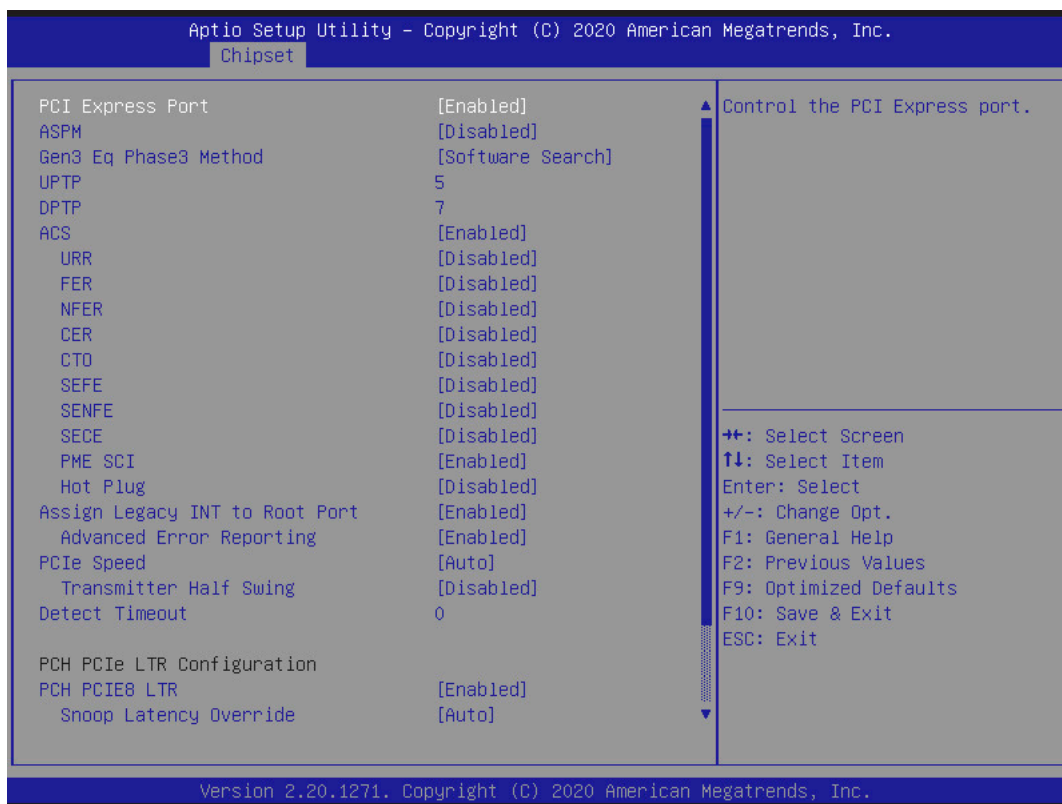 Aptio Setup Utility – Copyright (C) 2020 American Megatrends, Inc.
Chipset
PCI Express Port [Enabled]
ASPM [Disabled]
Gen3 Eq Phase3 Method [Software Search]
UPTP 5
DPTP 7
ACS [Enabled]
URR [Disabled]
FER [Disabled]
NFER [Disabled]
CER [Disabled]
CTO [Disabled]
SEFE [Disabled]
SENFE [Disabled]
SECE [Disabled]
PME SCI [Enabled]
Hot Plug [Disabled]
Assign Legacy INT to Root Port [Enabled]
Advanced Error Reporting [Enabled]
PCIe Speed [Auto]
Transmitter Half Swing [Disabled]
Detect Timeout 0
PCH PCIe LTR Configuration
PCH PCIE8 LTR [Enabled]
Snoop Latency Override [Auto]
Control the PCI Express port.
→←: Select Screen
↑↓: Select Item
Enter: Select
+/-: Change Opt.
F1: General Help
F2: Previous Values
F9: Optimized Defaults
F10: Save & Exit
ESC: Exit
Version 2.20.1271. Copyright (C) 2020 American Megatrends, Inc.